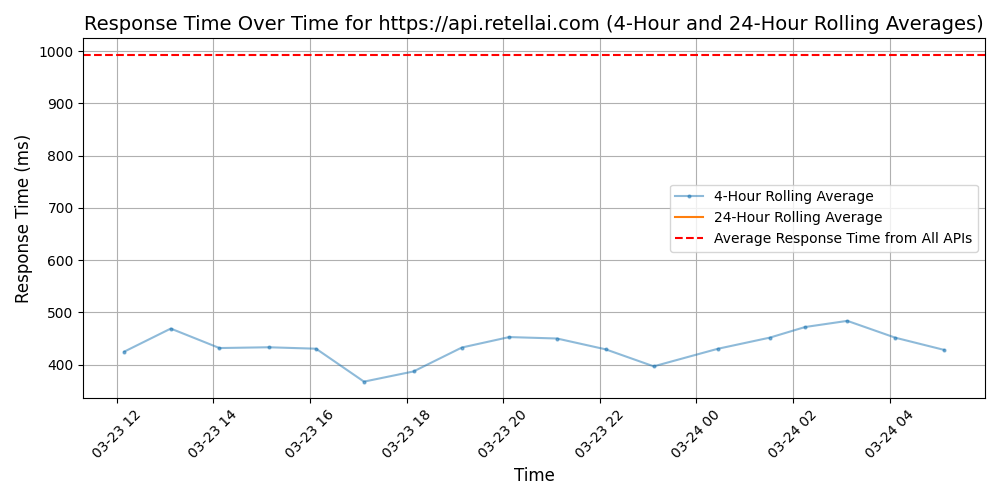 Response Time Over Time for https://api.retellai.com (4-Hour and 24-Hour Rolling Averages)
Response Time (ms)
1000
900
800
700
600
500
400
4-Hour Rolling Average
24-Hour Rolling Average
Average Response Time from All APIs
03-23 12
03-23 14
03-23 16
03-23 18
03-23 20
03-23 22
03-24 00
03-24 02
03-24 04
Time